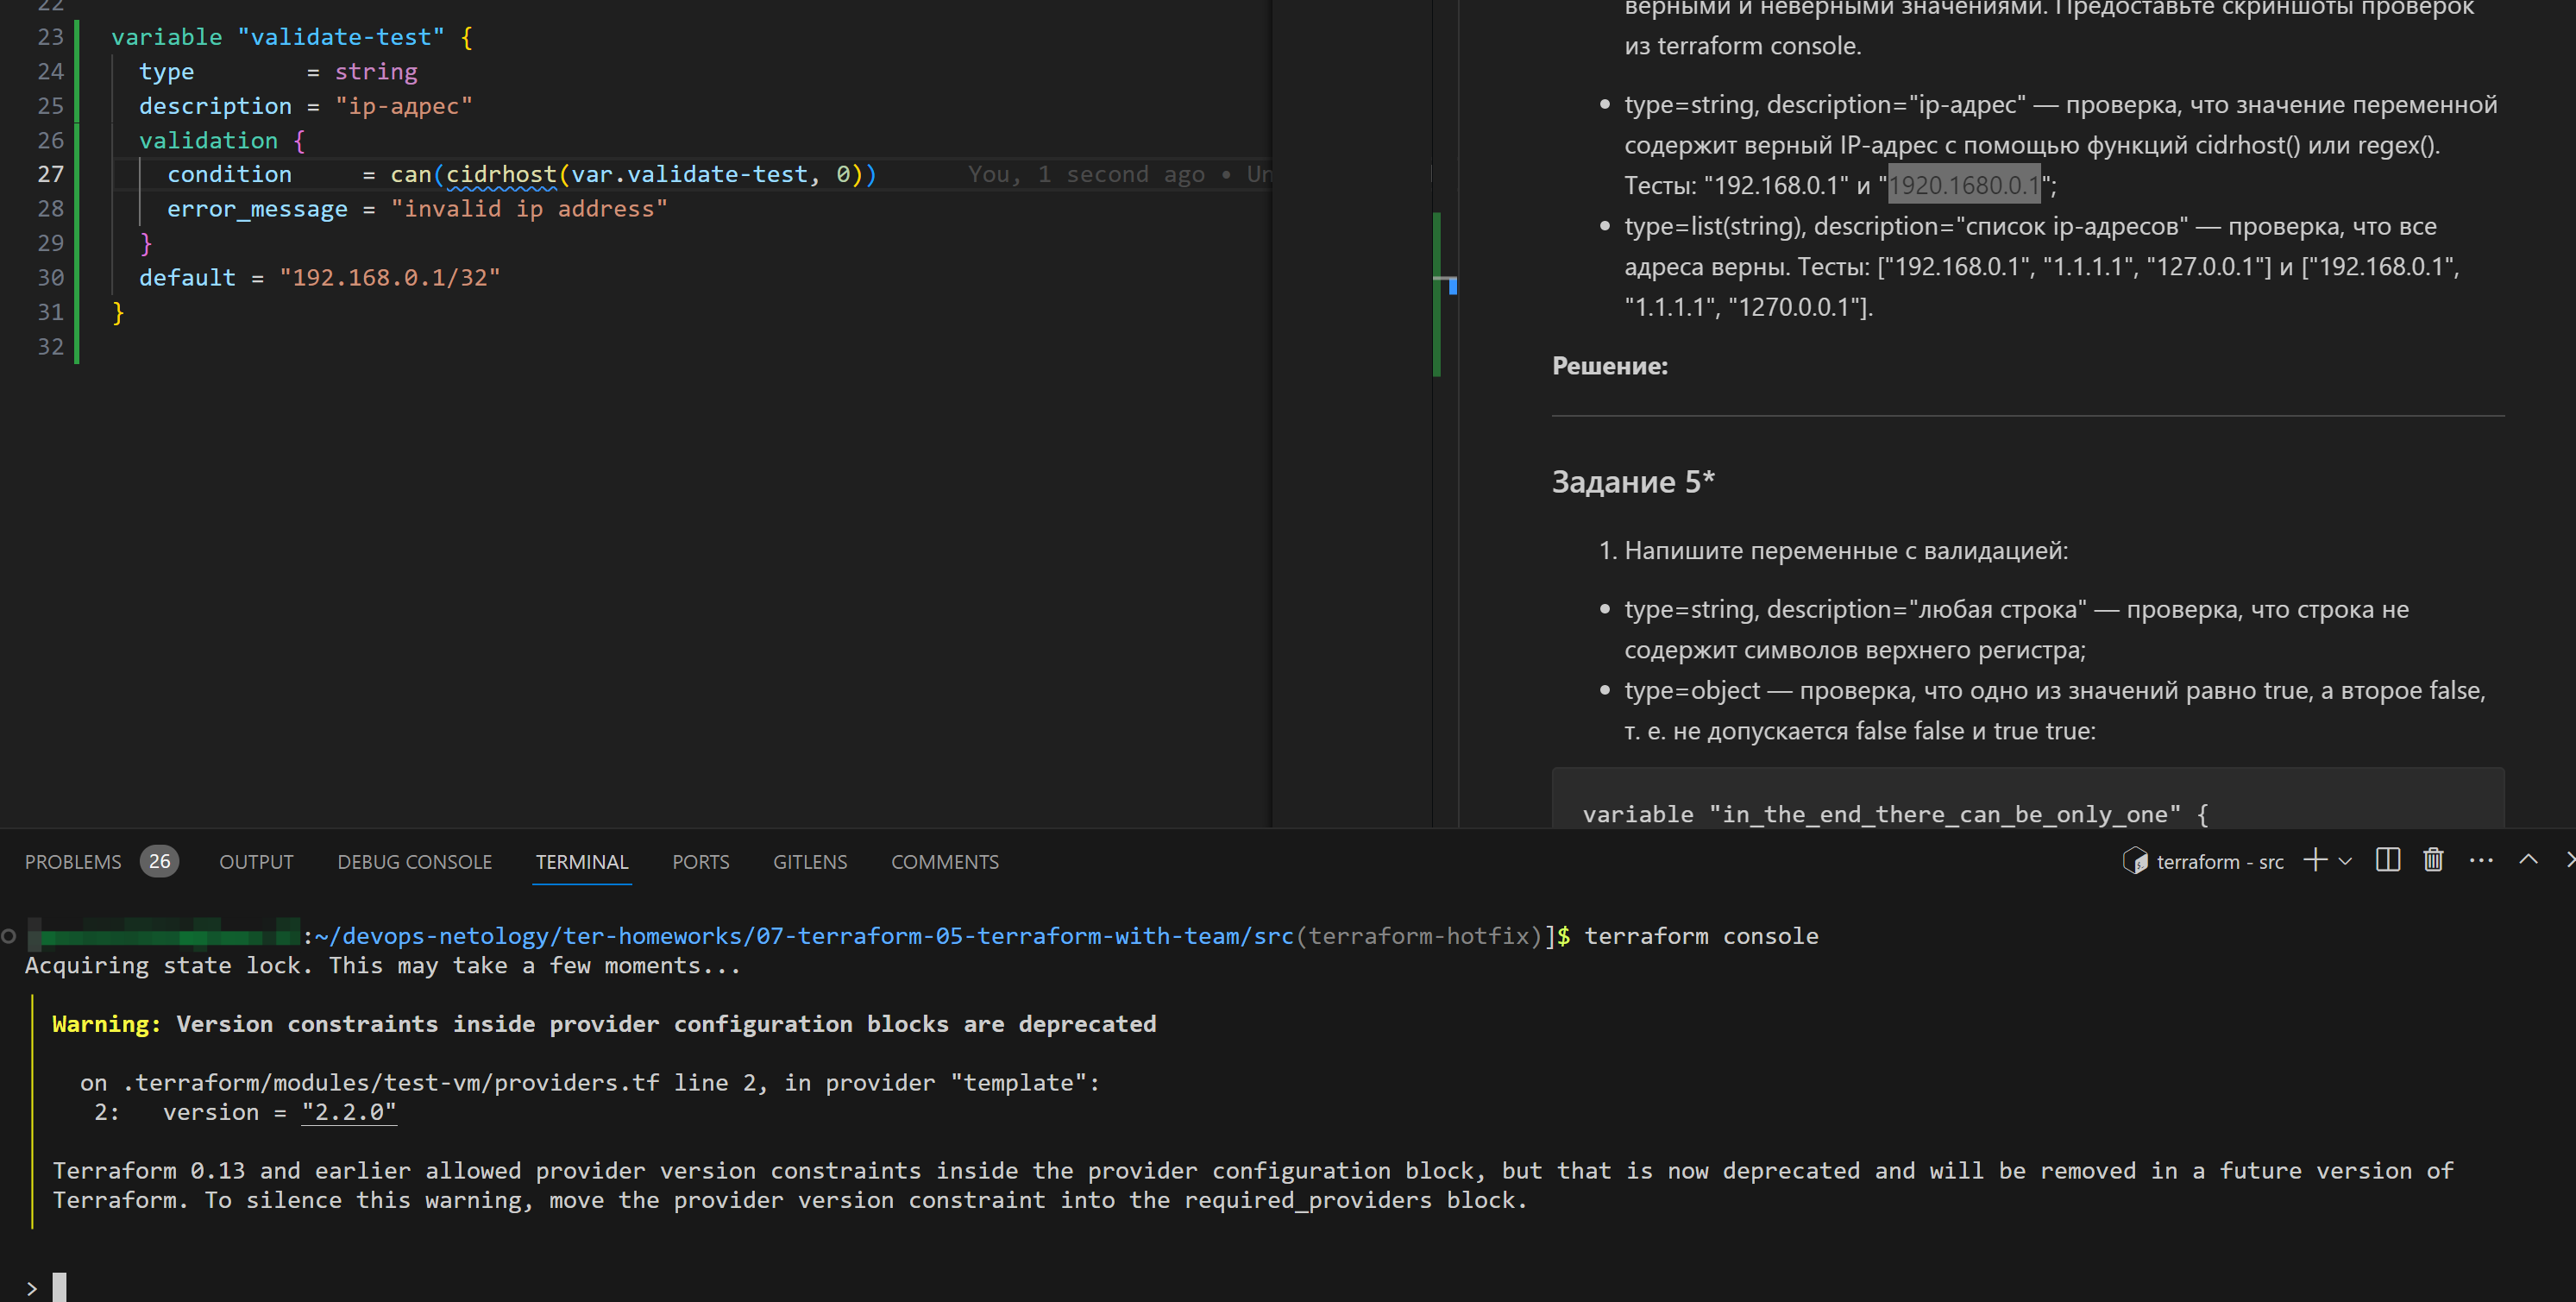 22
23 variable "validate-test" {
24 type = string
25 description = "ip-адрес"
26 validation {
27 condition = can(cidrhost(var.validate-test, 0)) You, 1 second ago • Un
28 error_message = "invalid ip address"
29 }
30 default = "192.168.0.1/32"
31 }
32
верными и неверными значениями. Предоставьте скриншоты проверок
из terraform console.
• type=string, description="ip-адрес" — проверка, что значение переменной
содержит верный IP-адрес с помощью функций cidrhost() или regex().
Тесты: "192.168.0.1" и "1920.1680.0.1";
• type=list(string), description="список ip-адресов" — проверка, что все
адреса верны. Тесты: ["192.168.0.1", "1.1.1.1", "127.0.0.1"] и ["192.168.0.1",
"1.1.1.1", "1270.0.0.1"].
Решение:
Задание 5*
1. Напишите переменные с валидацией:
• type=string, description="любая строка" — проверка, что строка не
содержит символов верхнего регистра;
• type=object — проверка, что одно из значений равно true, а второе false,
т. е. не допускается false false и true true:
variable "in_the_end_there_can_be_only_one" {
PROBLEMS 26 OUTPUT DEBUG CONSOLE TERMINAL PORTS GITLENS COMMENTS terraform - src
:~/devops-netology/ter-homeworks/07-terraform-05-terraform-with-team/src(terraform-hotfix)]$ terraform console
Acquiring state lock. This may take a few moments...
Warning: Version constraints inside provider configuration blocks are deprecated
on .terraform/modules/test-vm/providers.tf line 2, in provider "template":
2: version = "2.2.0"
Terraform 0.13 and earlier allowed provider version constraints inside the provider configuration block, but that is now deprecated and will be removed in a future version of
Terraform. To silence this warning, move the provider version constraint into the required_providers block.
>